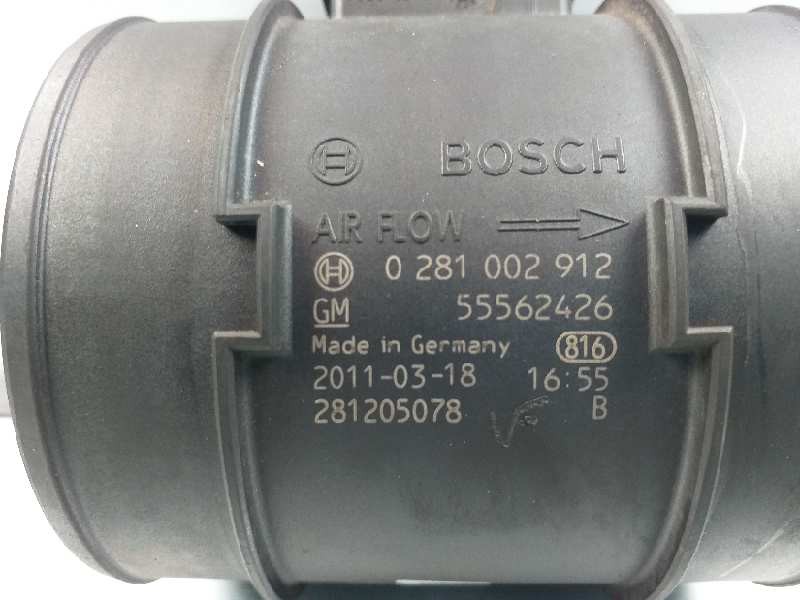 BOSCH
AIR FLOW
0 281 002 912
GM 55562426
Made in Germany 816
2011-03-18 16:55
281205078 B